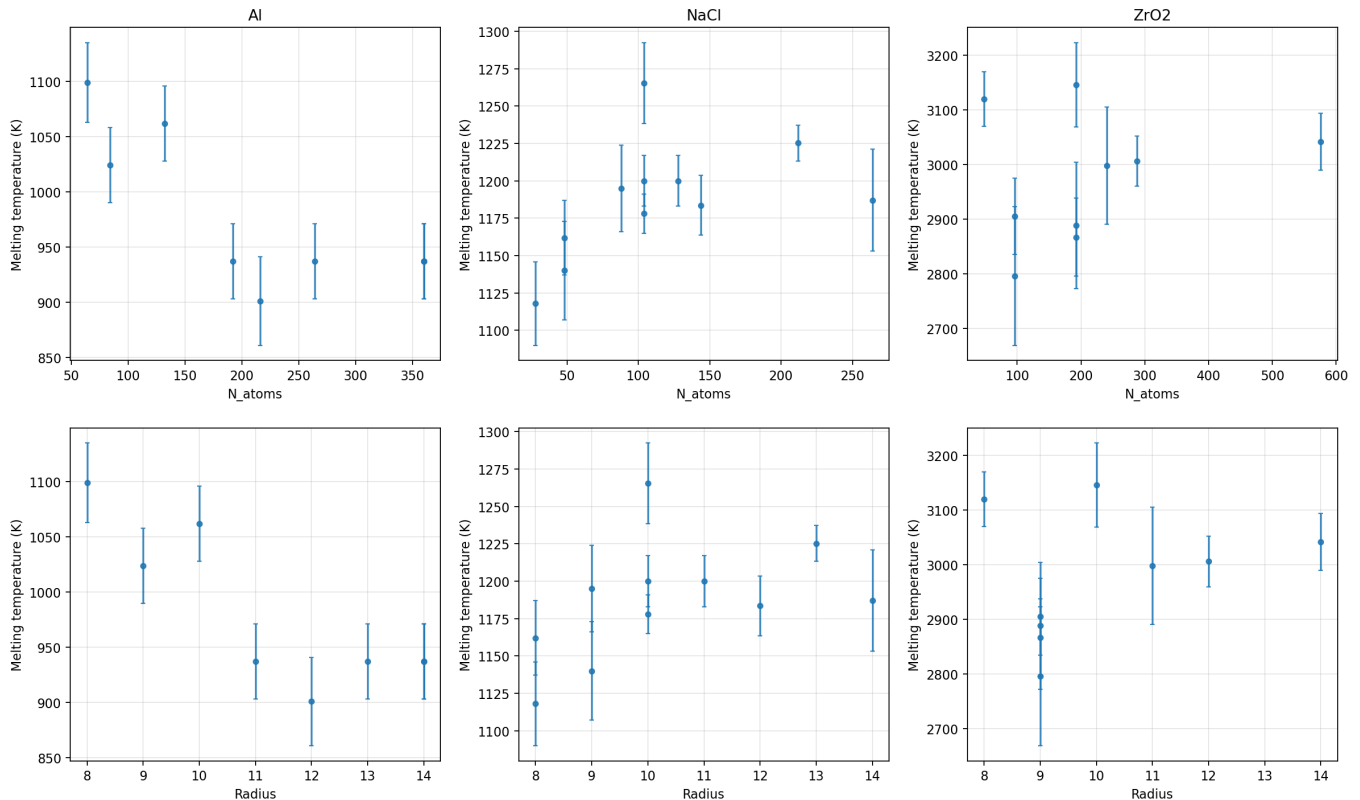 Al
NaCl
ZrO2
Melting temperature (K)
1100
1050
1000
950
900
850
50 100 150 200 250 300 350
N_atoms
Melting temperature (K)
1300
1275
1250
1225
1200
1175
1150
1125
1100
50 100 150 200 250
N_atoms
Melting temperature (K)
3200
3100
3000
2900
2800
2700
100 200 300 400 500 600
N_atoms
Melting temperature (K)
1100
1050
1000
950
900
850
8 9 10 11 12 13 14
Radius
Melting temperature (K)
1300
1275
1250
1225
1200
1175
1150
1125
1100
8 9 10 11 12 13 14
Radius
Melting temperature (K)
3200
3100
3000
2900
2800
2700
8 9 10 11 12 13 14
Radius